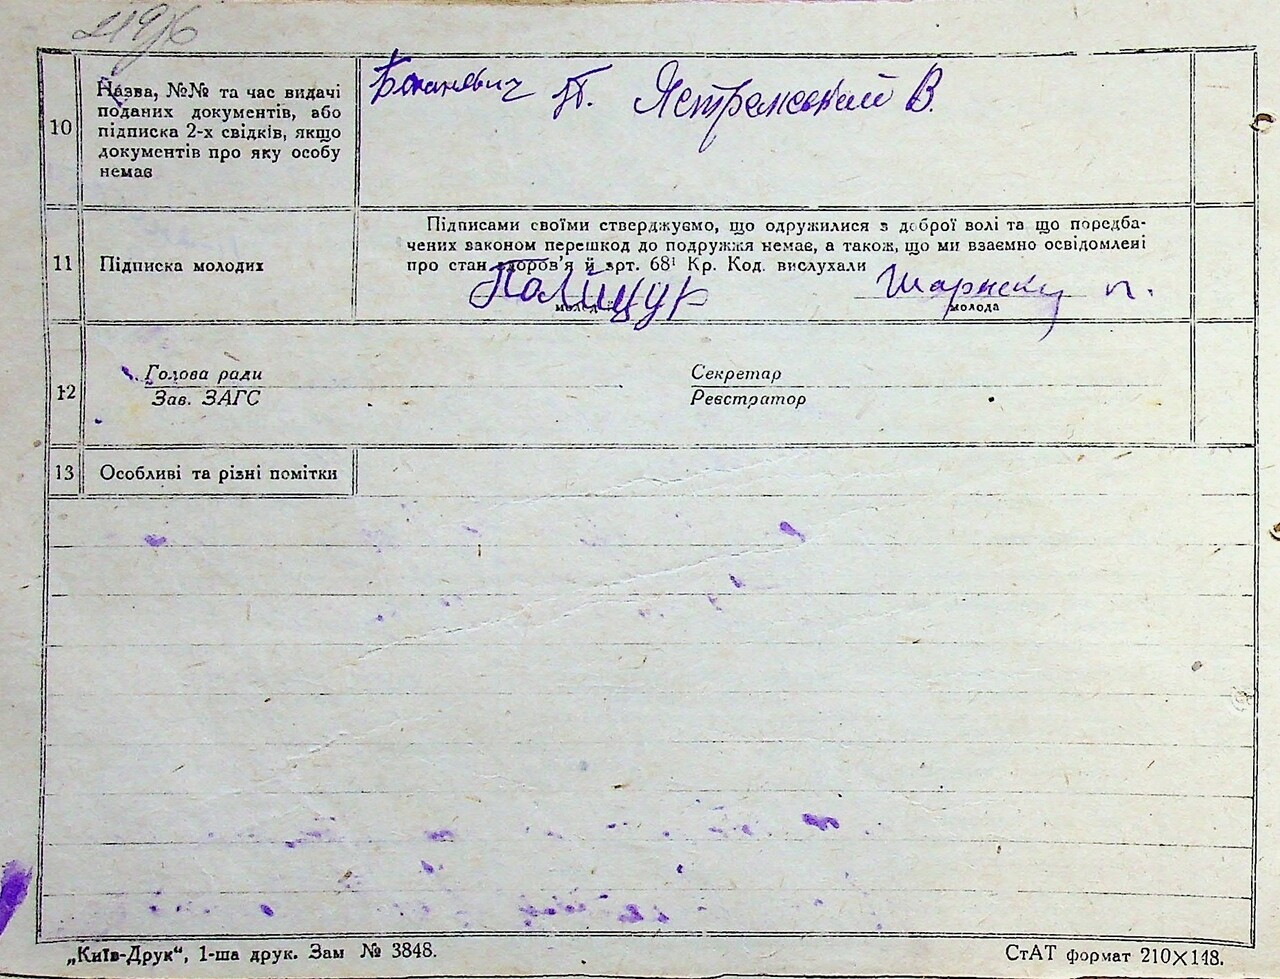 2196
10
Назва, №№ та час видачі
поданих документів, або
підписка 2-х свідків, якщо
документів про яку особу
немає
Боканевич П. Ястремський В.
11
Підписка молодих
Підписами своїми стверджуємо, що одружилися з доброї волі та що поредба-
чених законом перешкод до подружжя немає, а також, що ми взаємно освідомлені
про стан здоров'я й арт. 68¹ Кр. Код. вислухали
Полицур
молод
молода
12
Голова ради
Зав. ЗАГС
Секретар
Реєстратор
13
Особливі та різні помітки
„Київ-Друк“, 1-ша друк. Зам № 3848.
СтАТ формат 210×148.